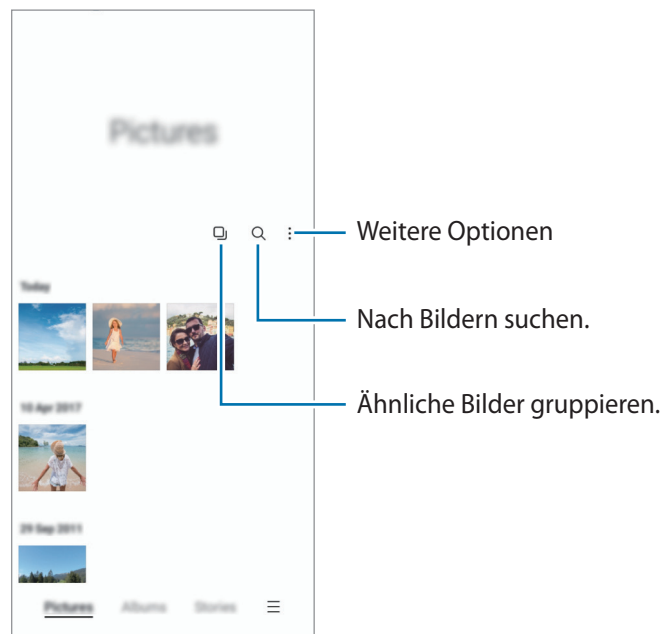 Pictures
Weitere Optionen
Today
Nach Bildern suchen.
Ähnliche Bilder gruppieren.
10 Apr 2017
29 Sep 2011
Pictures Albums Stories